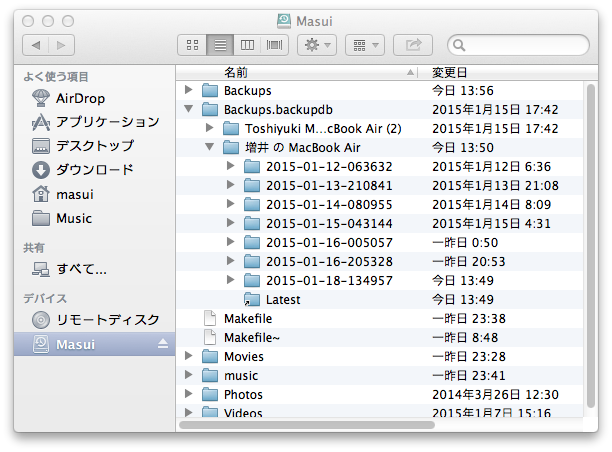 Masui
よく使う項目
AirDrop
アプリケーション
デスクトップ
ダウンロード
masui
Music
共有
すべて...
デバイス
リモートディスク
Masui
名前 変更日
Backups 今日 13:56
Backups.backupdb 2015年1月15日 17:42
Toshiyuki M...cBook Air (2) 2015年1月15日 17:42
増井 の MacBook Air 今日 13:50
2015-01-12-063632 2015年1月12日 6:36
2015-01-13-210841 2015年1月13日 21:08
2015-01-14-080955 2015年1月14日 8:09
2015-01-15-043144 2015年1月15日 4:31
2015-01-16-005057 一昨日 0:50
2015-01-16-205328 一昨日 20:53
2015-01-18-134957 今日 13:49
Latest 今日 13:49
Makefile 一昨日 23:38
Makefile~ 一昨日 8:48
Movies 一昨日 23:28
music 一昨日 23:41
Photos 2014年3月26日 12:30
Videos 2015年1月7日 15:16